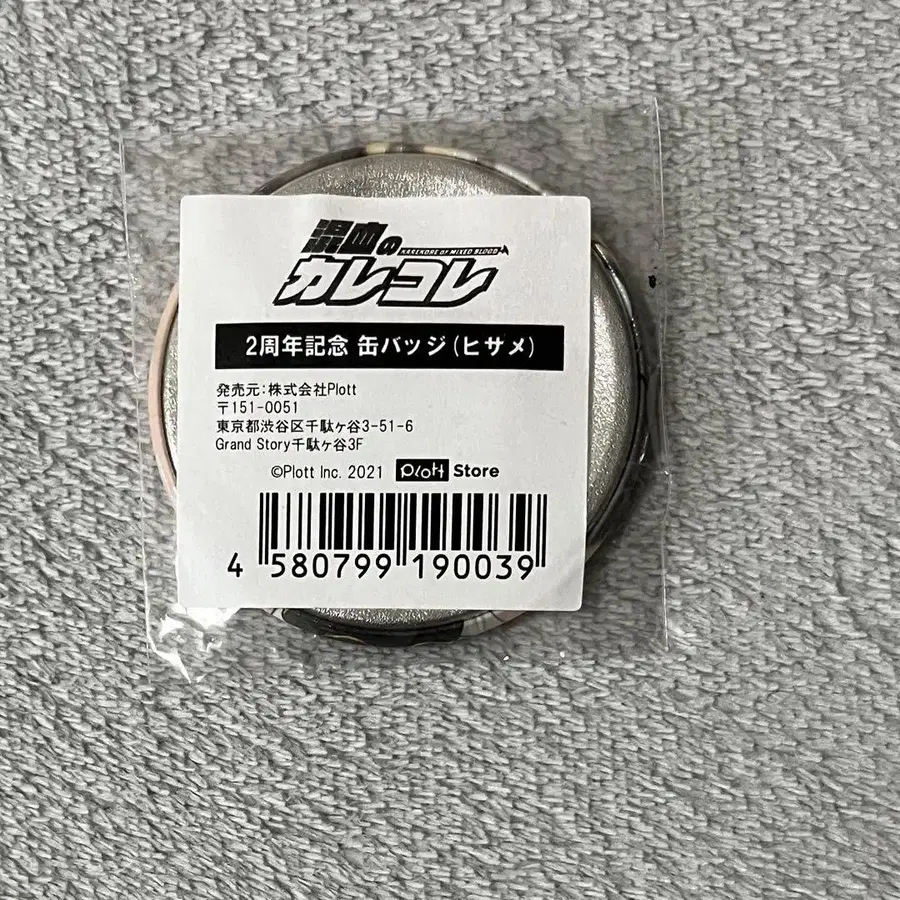 混血の
KAREKORE OF MIXED BLOOD
カレコレ
2周年記念 缶バッジ(ヒサメ)
発売元:株式会社Plott
〒151-0051
東京都渋谷区千駄ヶ谷3-51-6
Grand Story千駄ヶ谷3F
©Plott Inc. 2021 Plott Store
4 580799 190039